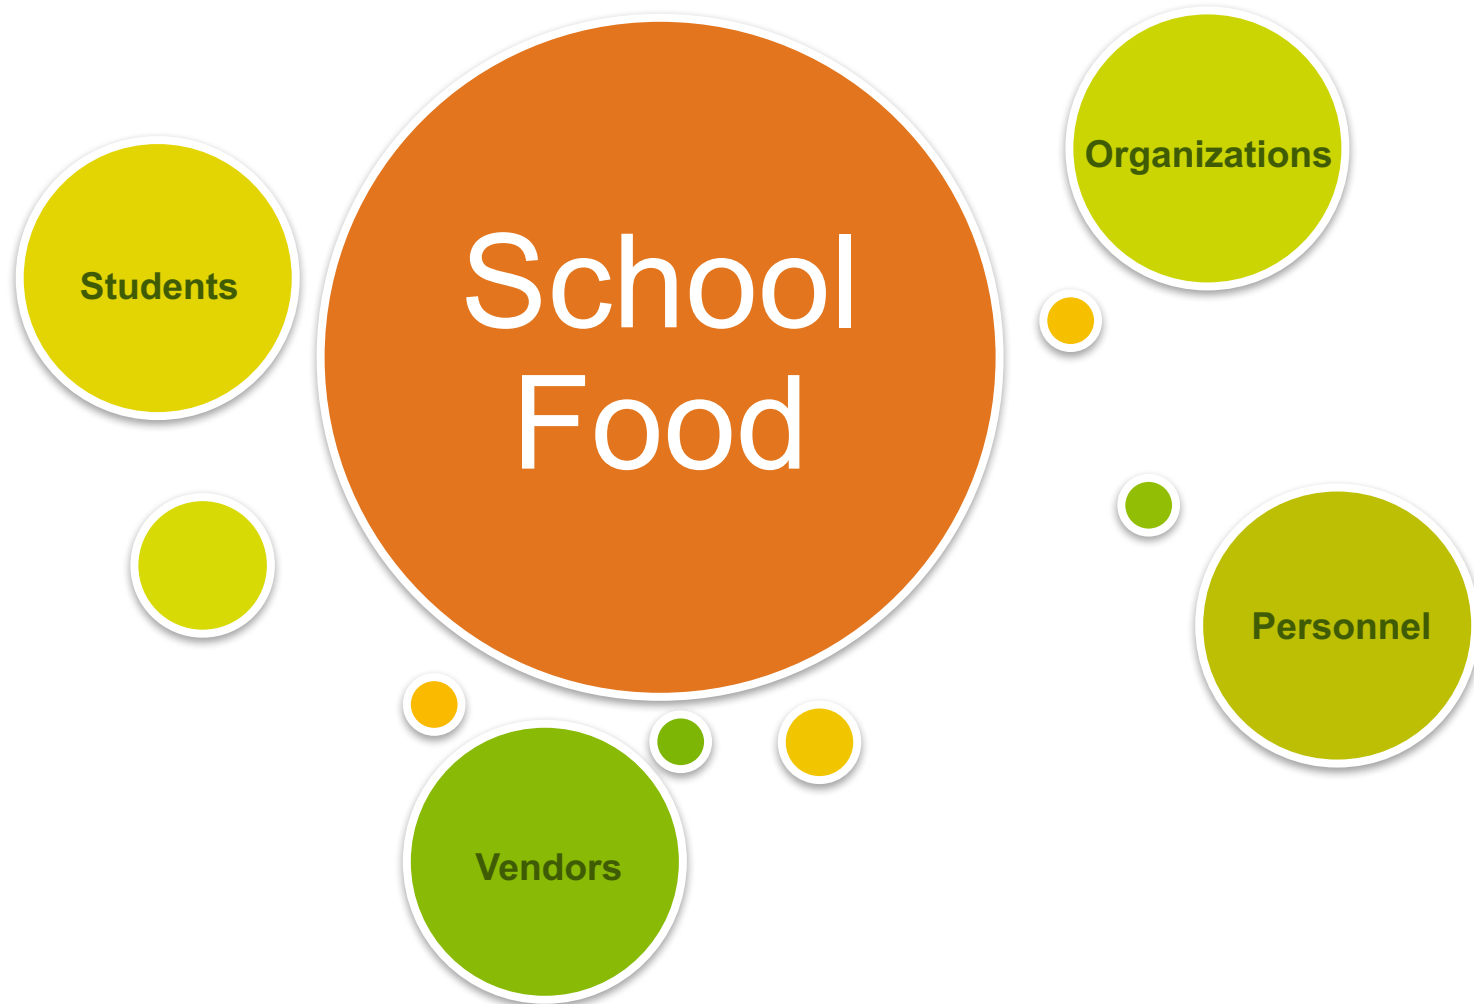 School
Food
Students
Organizations
Personnel
Vendors